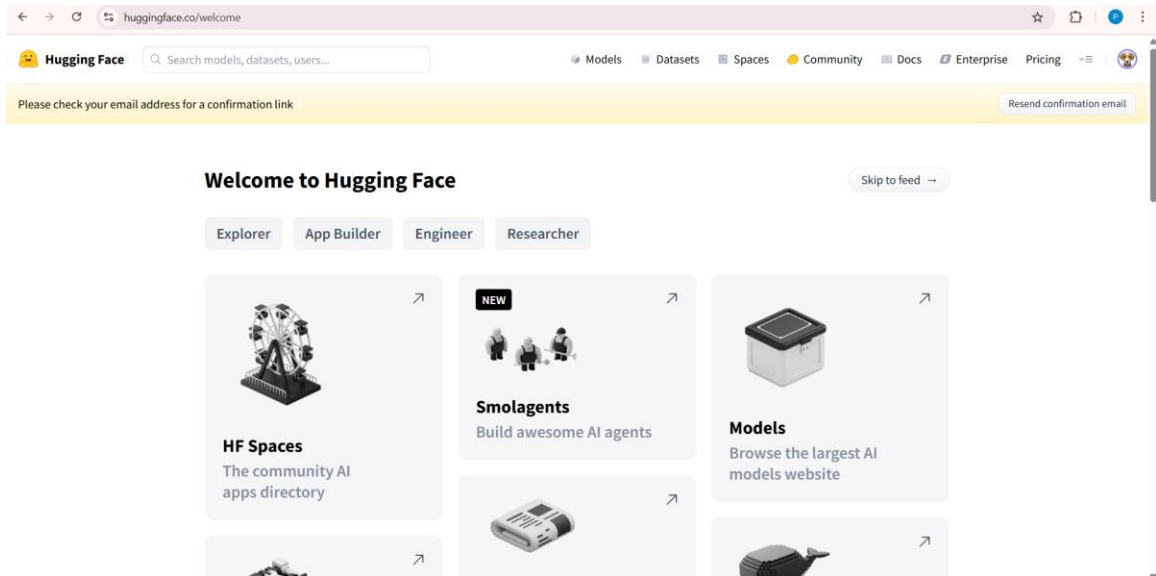 huggingface.co/welcome
P
Hugging Face
Search models, datasets, users...
Models
Datasets
Spaces
Community
Docs
Enterprise
Pricing
Please check your email address for a confirmation link
Resend confirmation email
Welcome to Hugging Face
Skip to feed →
Explorer
App Builder
Engineer
Researcher
HF Spaces
The community AI
apps directory
NEW
Smolagents
Build awesome AI agents
Models
Browse the largest AI
models website